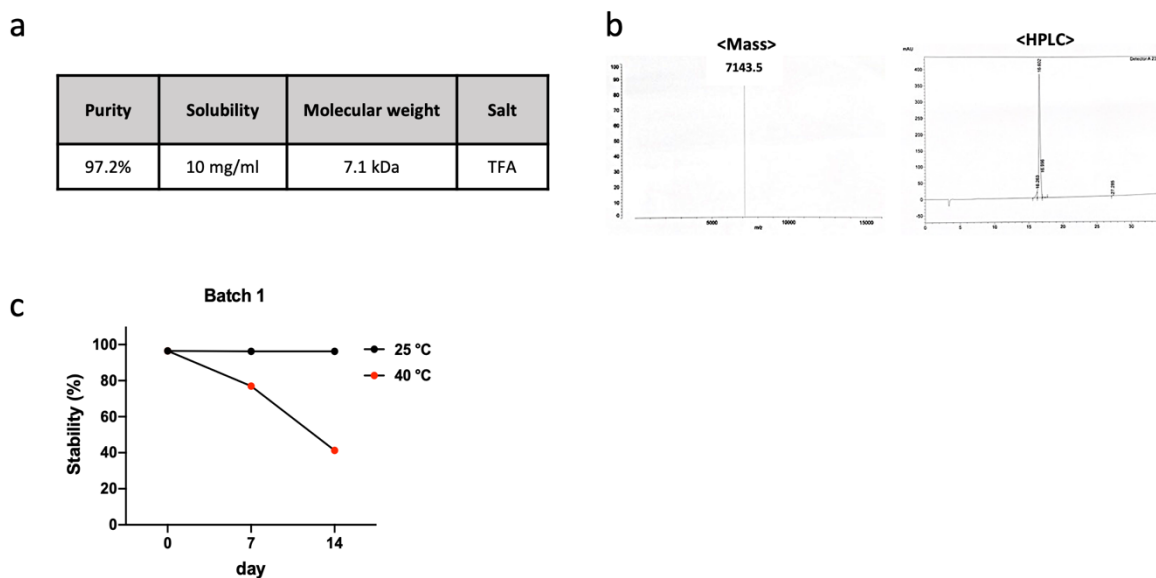 a
Purity Solubility Molecular weight Salt
97.2% 10 mg/ml 7.1 kDa TFA
b
<Mass>
7143.5
100
90
80
70
60
50
40
30
20
10
0
5000 10000 15000
m/z
<HPLC>
mAU
Detector A
400
350
300
250
200
150
100
50
0
-50
0 5 10 15 20 25 30
c
Batch 1
Stability (%)
100
80
60
40
20
0
0 7 14
day
25 °C
40 °C